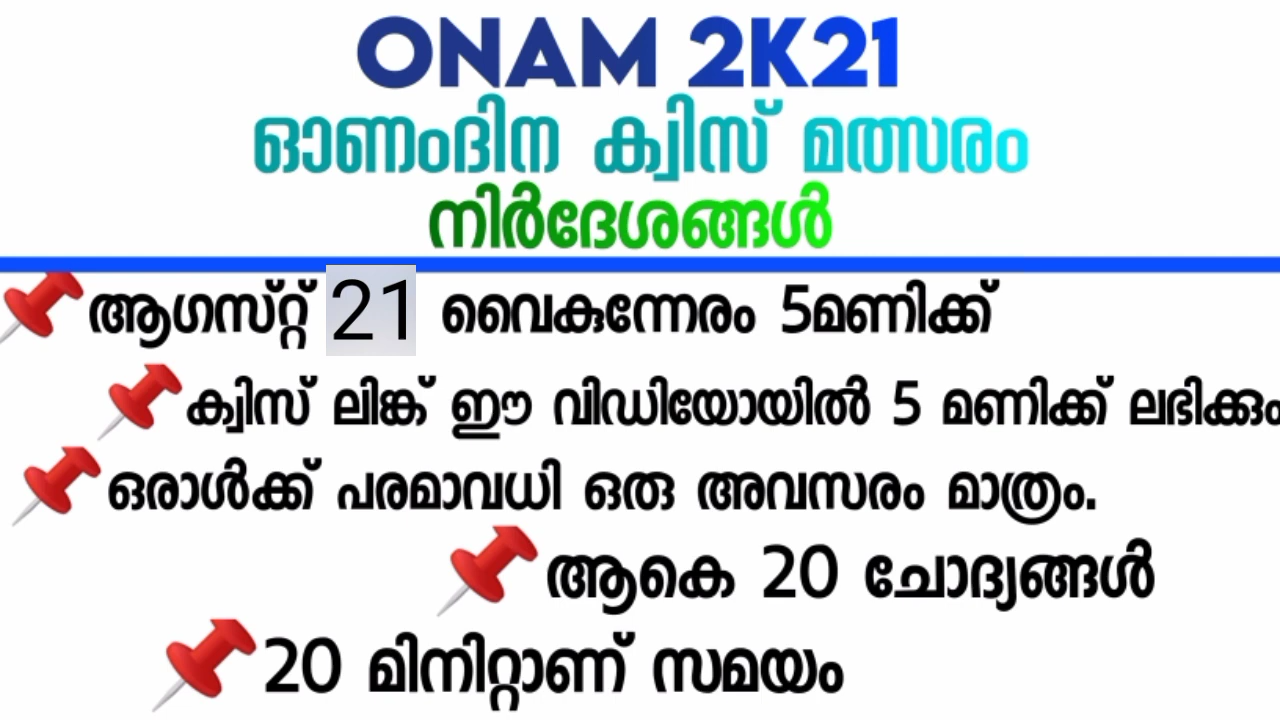 ONAM 2K21
ഓണംദിന ക്വിസ് മത്സരം
നിർദേശങ്ങൾ
ആഗസ്റ്റ് 21 വൈകുന്നേരം 5മണിക്ക്
ക്വിസ് ലിങ്ക് ഈ വിഡിയോയിൽ 5 മണിക്ക് ലഭിക്കും
ഒരാൾക്ക് പരമാവധി ഒരു അവസരം മാത്രം.
ആകെ 20 ചോദ്യങ്ങൾ
20 മിനിറ്റാണ് സമയം